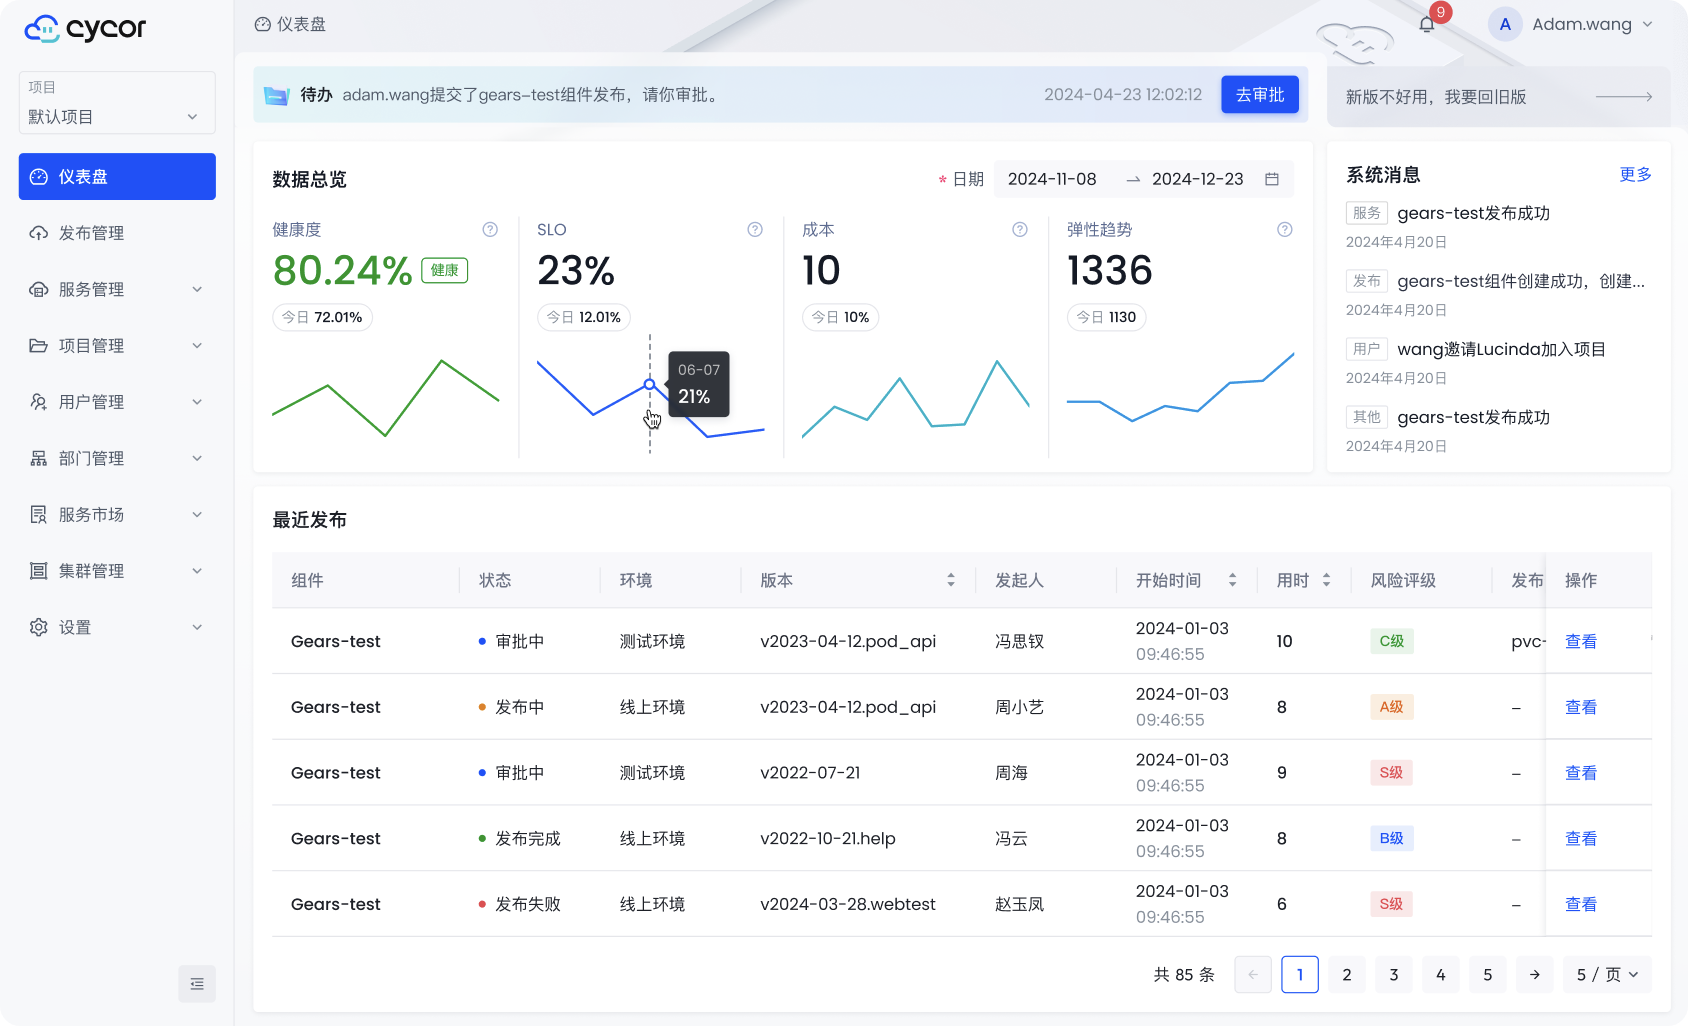 cycor
仪表盘
9
A
Adam.wang
项目
默认项目
仪表盘
发布管理
服务管理
项目管理
用户管理
部门管理
服务市场
集群管理
设置
待办 adam.wang提交了gears-test组件发布，请你审批。 2024-04-23 12:02:12 去审批
新版不好用，我要回旧版
数据总览
* 日期 2024-11-08 2024-12-23
健康度
80.24% 健康
今日 72.01%
SLO
23%
今日 12.01%
06-07
21%
成本
10
今日 10%
弹性趋势
1336
今日 1130
系统消息 更多
服务 gears-test发布成功
2024年4月20日
发布 gears-test组件创建成功，创建...
2024年4月20日
用户 wang邀请Lucinda加入项目
2024年4月20日
其他 gears-test发布成功
2024年4月20日
最近发布
组件 状态 环境 版本 发起人 开始时间 用时 风险评级 发布 操作
Gears-test 审批中 测试环境 v2023-04-12.pod_api 冯思钗 2024-01-03 09:46:55 10 C级 pvc- 查看
Gears-test 发布中 线上环境 v2023-04-12.pod_api 周小艺 2024-01-03 09:46:55 8 A级 – 查看
Gears-test 审批中 测试环境 v2022-07-21 周海 2024-01-03 09:46:55 9 S级 – 查看
Gears-test 发布完成 线上环境 v2022-10-21.help 冯云 2024-01-03 09:46:55 8 B级 – 查看
Gears-test 发布失败 线上环境 v2024-03-28.webtest 赵玉凤 2024-01-03 09:46:55 6 S级 – 查看
共 85 条 1 2 3 4 5 5 / 页